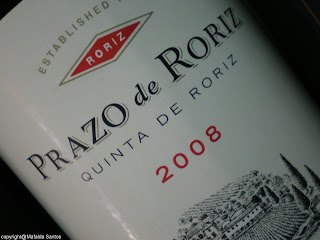 ESTABLISHED
RORIZ
PRAZO de RORIZ
QUINTA DE RORIZ
2008
copyright@Mafalda Santos